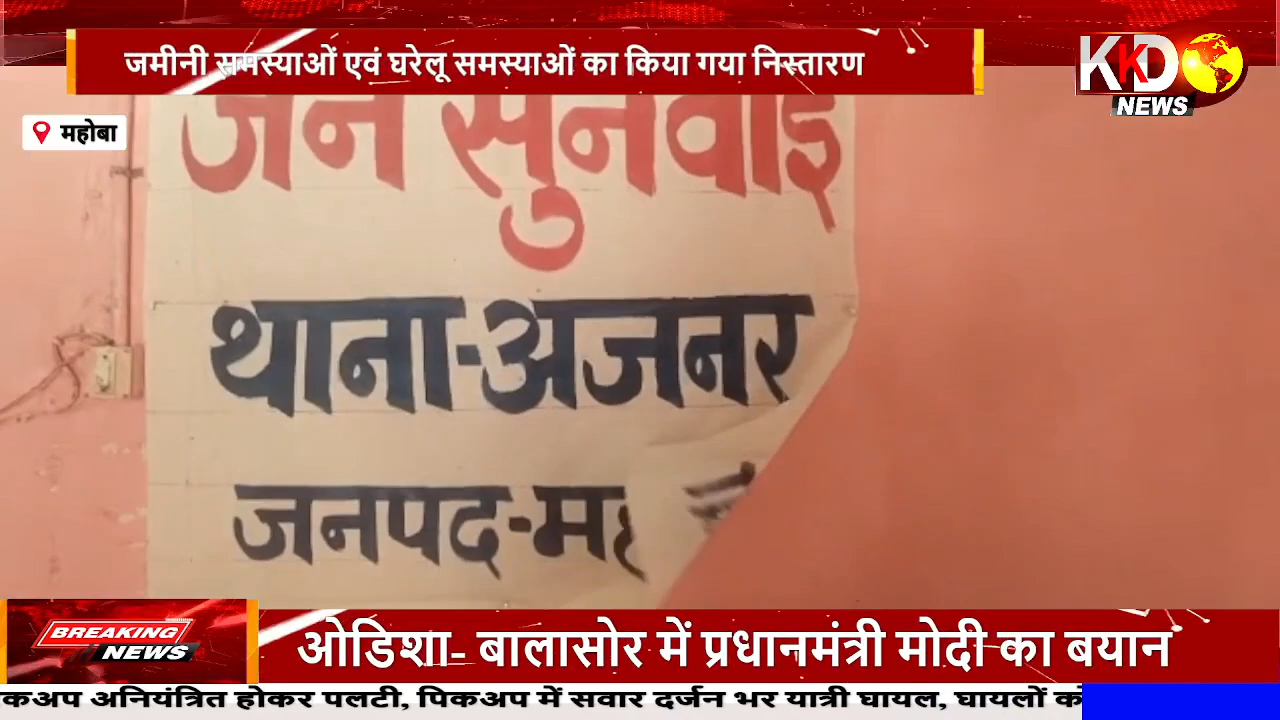 जमीनी समस्याओं एवं घरेलू समस्याओं का किया गया निस्तारण
KKD
NEWS
महोबा
जन सुनवाई
थाना-अजनर
जनपद-मह
BREAKING
NEWS
ओडिशा- बालासोर में प्रधानमंत्री मोदी का बयान
कअप अनियंत्रित होकर पलटी, पिकअप में सवार दर्जन भर यात्री घायल, घायलों क